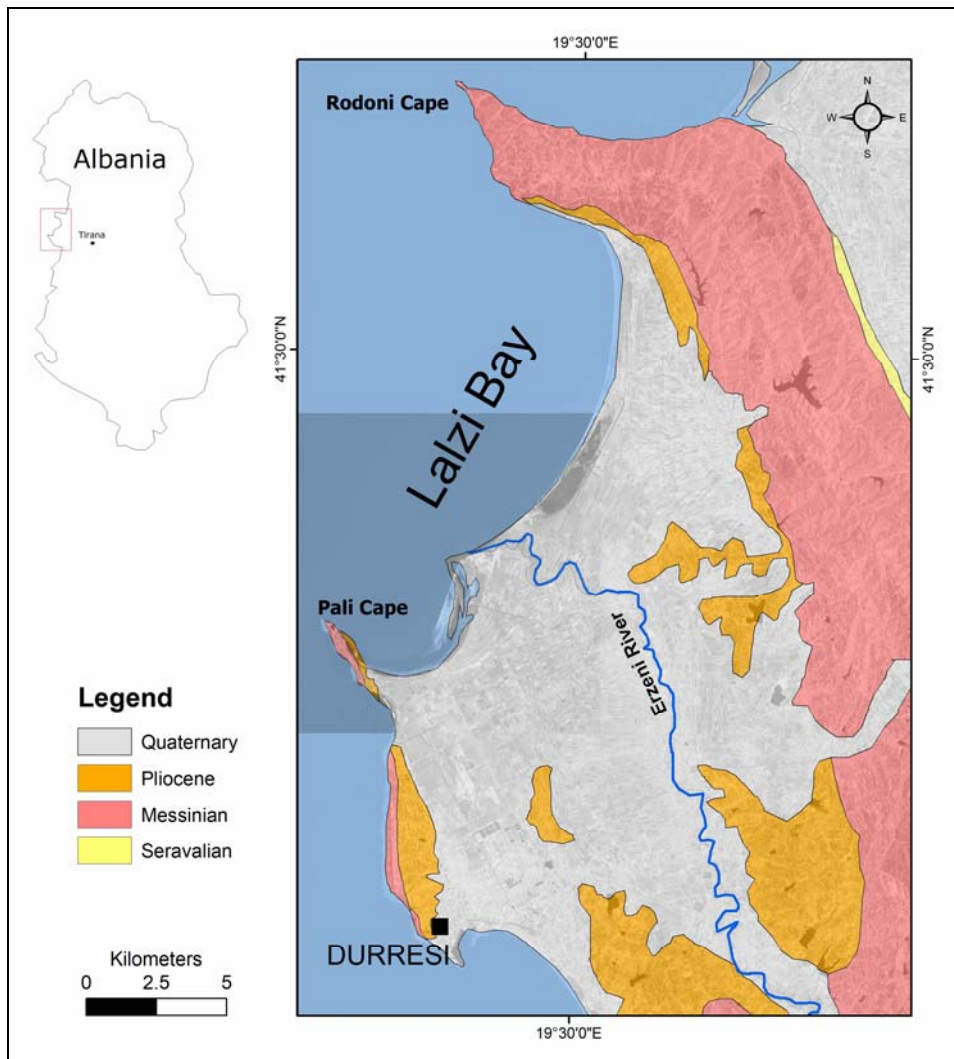 Albania
Tirana
19°30'0"E
Rodoni Cape
N
W
E
S
41°30'0"N
41°30'0"N
Lalzi Bay
Pali Cape
Erzeni River
Legend
Quaternary
Pliocene
Messinian
Seravalian
DURRESI
Kilometers
0 2.5 5
19°30'0"E